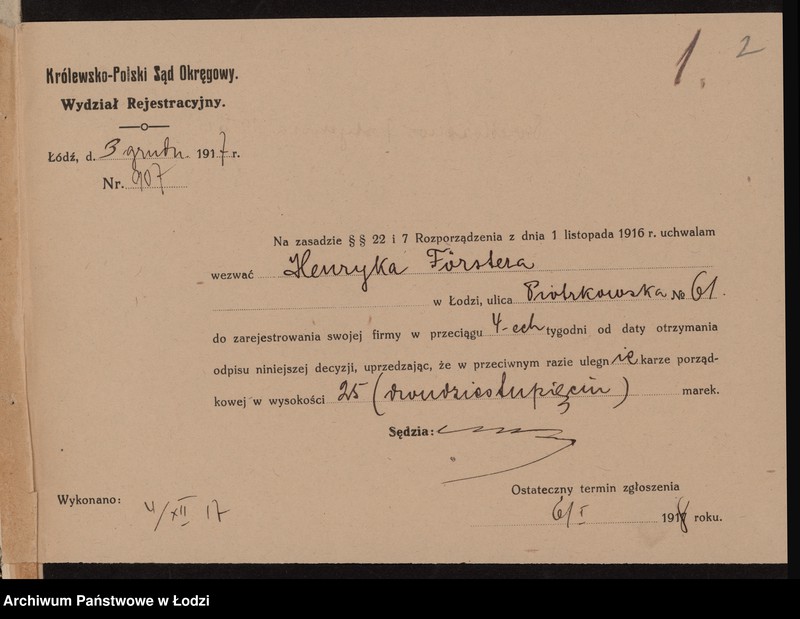 1. 2
Królewsko-Polski Sąd Okręgowy.
Wydział Rejestracyjny.
Łódź, d. 3 grudn. 1917 r.
Nr. 907
Na zasadzie § § 22 i 7 Rozporządzenia z dnia 1 listopada 1916 r. uchwalam
wezwać Henryka Förstera
w Łodzi, ulica Piotrkowska № 61.
do zarejestrowania swojej firmy w przeciągu 4-ech tygodni od daty otrzymania
odpisu niniejszej decyzji, uprzedzając, że w przeciwnym razie ulegnie karze porząd-
kowej w wysokości 25 (dwudziestupięciu) marek.
Sędzia:
Wykonano: 4/XII 17
Ostateczny termin zgłoszenia
6/I 1918 roku.
Archiwum Państwowe w Łodzi